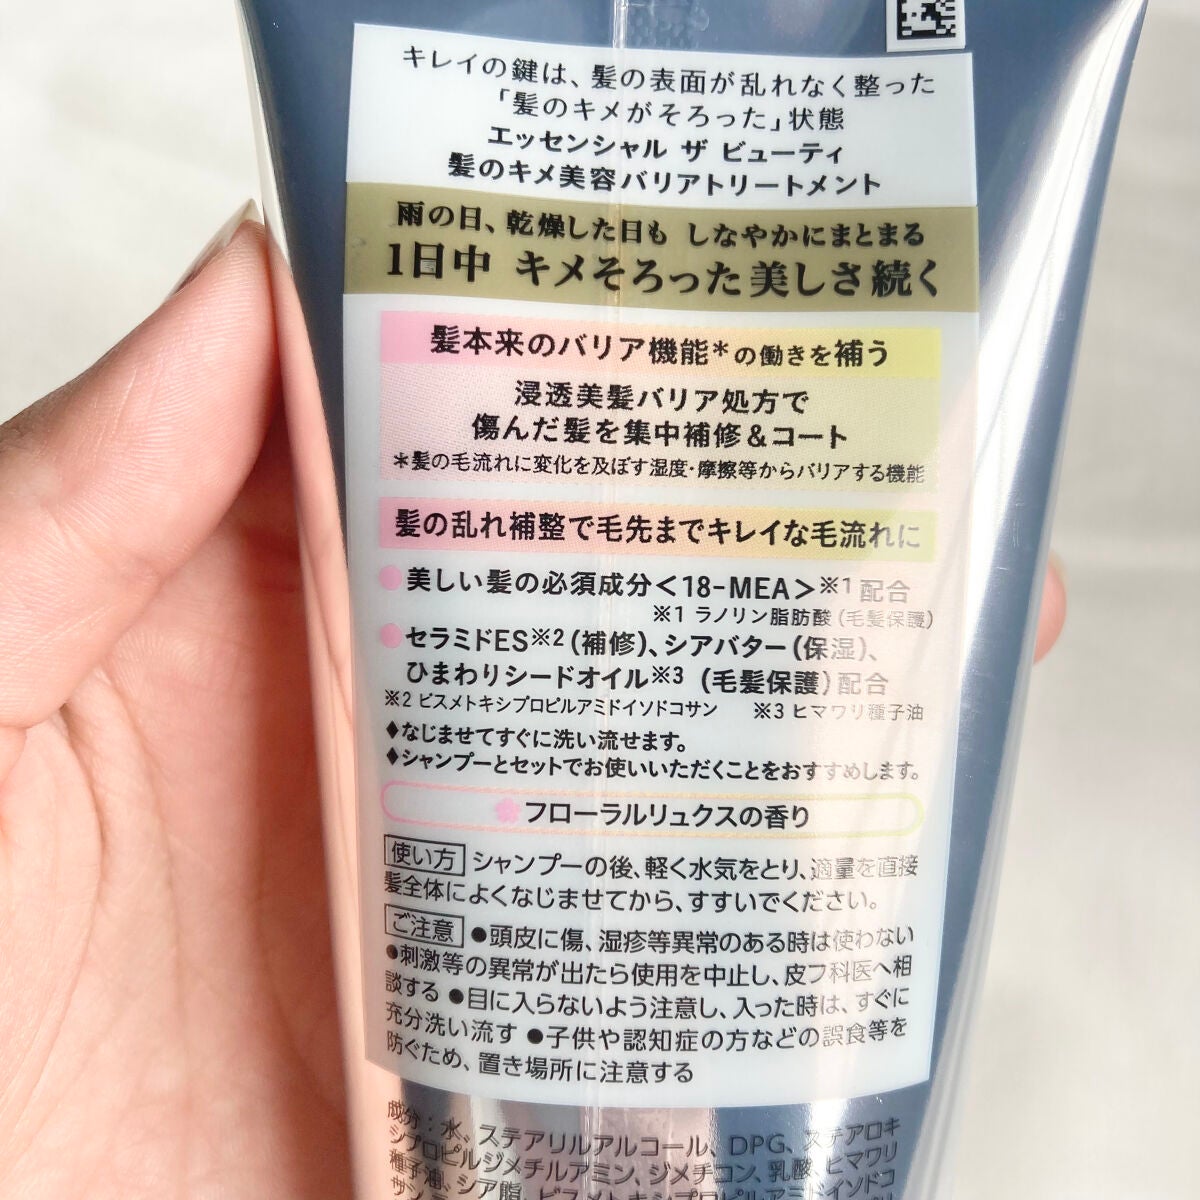 キレイの鍵は、髪の表面が乱れなく整った
「髪のキメがそろった」状態
エッセンシャル ザ ビューティ
髪のキメ美容バリアトリートメント
雨の日、乾燥した日も しなやかにまとまる
1日中 キメそろった美しさ続く
髪本来のバリア機能＊の働きを補う
浸透美髪バリア処方で
傷んだ髪を集中補修＆コート
＊髪の毛流れに変化を及ぼす湿度・摩擦等からバリアする機能
髪の乱れ補整で毛先までキレイな毛流れに
●美しい髪の必須成分＜18-MEA＞※1配合
※1 ラノリン脂肪酸（毛髪保護）
●セラミドES※2（補修）、シアバター（保湿）、
ひまわりシードオイル※3（毛髪保護）配合
※2 ビスメトキシプロピルアミドイソドコサン ※3 ヒマワリ種子油
♦なじませてすぐに洗い流せます。
♦シャンプーとセットでお使いいただくことをおすすめします。
フローラルリュクスの香り
使い方 シャンプーの後、軽く水気をとり、適量を直接
髪全体によくなじませてから、すすいでください。
ご注意 ●頭皮に傷、湿疹等異常のある時は使わない
●刺激等の異常が出たら使用を中止し、皮フ科医へ相
談する ●目に入らないよう注意し、入った時は、すぐに
充分洗い流す ●子供や認知症の方などの誤食等を
防ぐため、置き場所に注意する
成分：水、ステアリルアルコール、DPG、ステアロキ
シプロピルジメチルアミン、ジメチコン、乳酸、ヒマワリ
種子油、シア脂、ビスメトキシプロピルアミドイソドコ